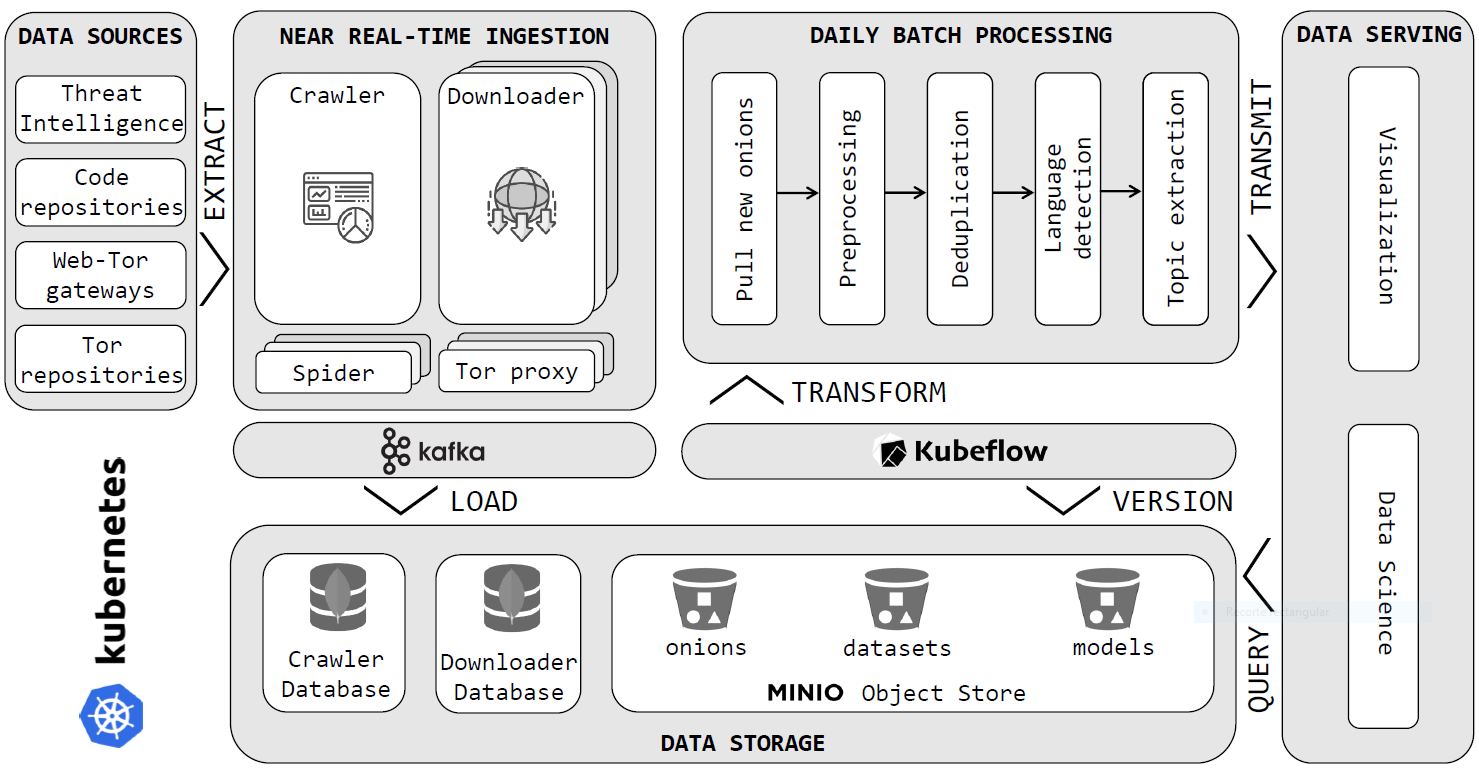 DATA SOURCES
Threat
Intelligence
Code
repositories
Web-Tor
gateways
Tor
repositories
EXTRACT
NEAR REAL-TIME INGESTION
Crawler
Downloader
Spider
Tor proxy
kafka
LOAD
DAILY BATCH PROCESSING
Pull new onions
Preprocessing
Deduplication
Language
detection
Topic extraction
TRANSFORM
Kubeflow
VERSION
TRANSMIT
DATA SERVING
Visualization
Data Science
QUERY
Recorte rectangular
kubernetes
Crawler
Database
Downloader
Database
onions
datasets
models
MINIO Object Store
DATA STORAGE